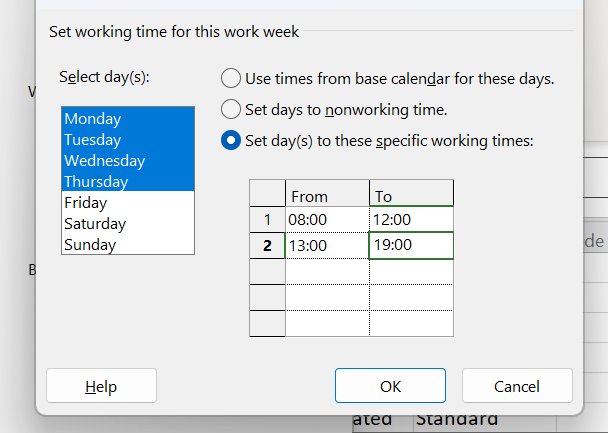 Set working time for this work week
Select day(s):
Use times from base calendar for these days.
Set days to nonworking time.
Set day(s) to these specific working times:
Monday
Tuesday
Wednesday
Thursday
Friday
Saturday
Sunday
From To
1 08:00 12:00
2 13:00 19:00
Help OK Cancel
Standard